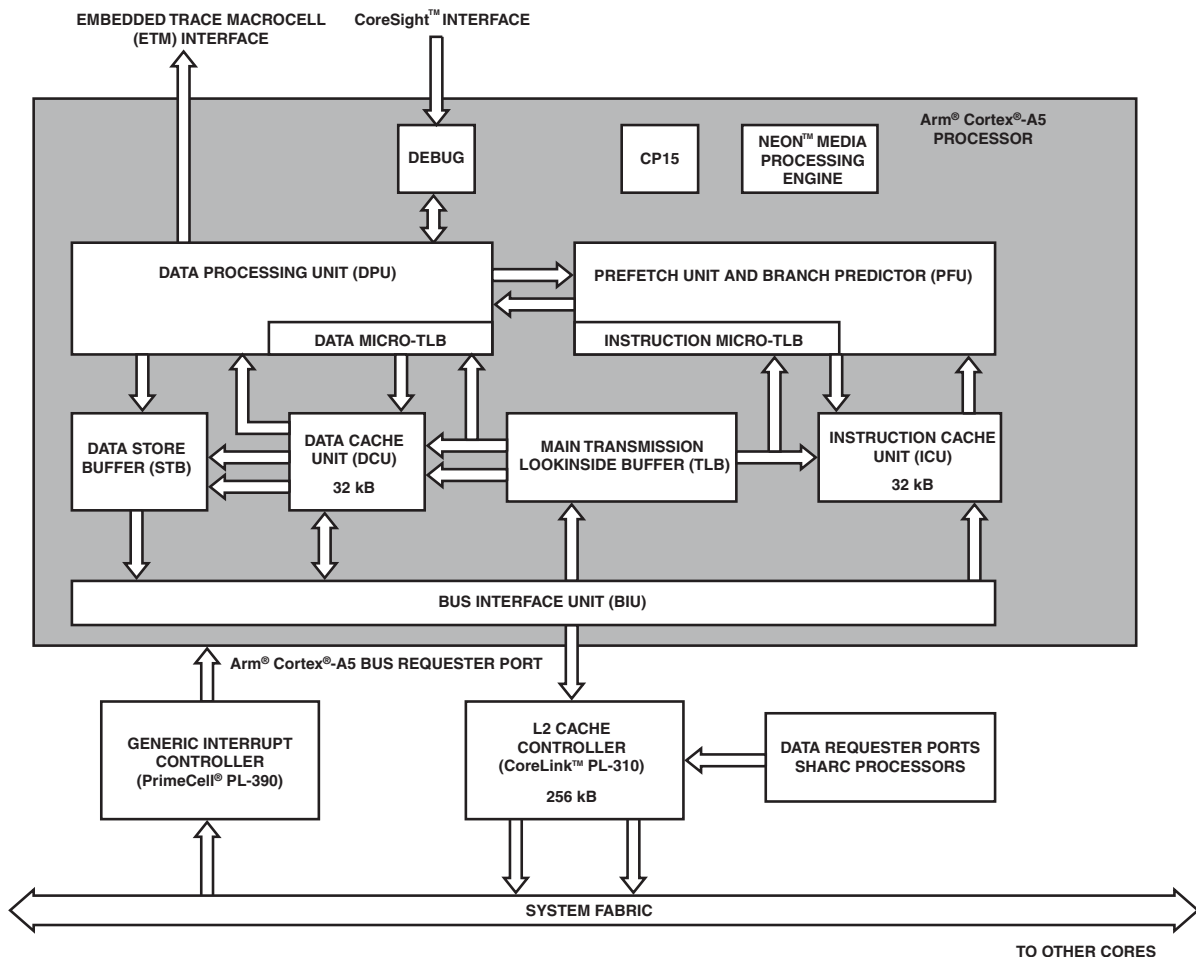 EMBEDDED TRACE MACROCELL
(ETM) INTERFACE
CoreSight™ INTERFACE
Arm® Cortex®-A5
PROCESSOR
DEBUG
CP15
NEON™ MEDIA
PROCESSING
ENGINE
DATA PROCESSING UNIT (DPU)
PREFETCH UNIT AND BRANCH PREDICTOR (PFU)
DATA MICRO-TLB
INSTRUCTION MICRO-TLB
DATA STORE
BUFFER (STB)
DATA CACHE
UNIT (DCU)
32 kB
MAIN TRANSMISSION
LOOKINSIDE BUFFER (TLB)
INSTRUCTION CACHE
UNIT (ICU)
32 kB
BUS INTERFACE UNIT (BIU)
Arm® Cortex®-A5 BUS REQUESTER PORT
GENERIC INTERRUPT
CONTROLLER
(PrimeCell® PL-390)
L2 CACHE
CONTROLLER
(CoreLink™ PL-310)
256 kB
DATA REQUESTER PORTS
SHARC PROCESSORS
SYSTEM FABRIC
TO OTHER CORES